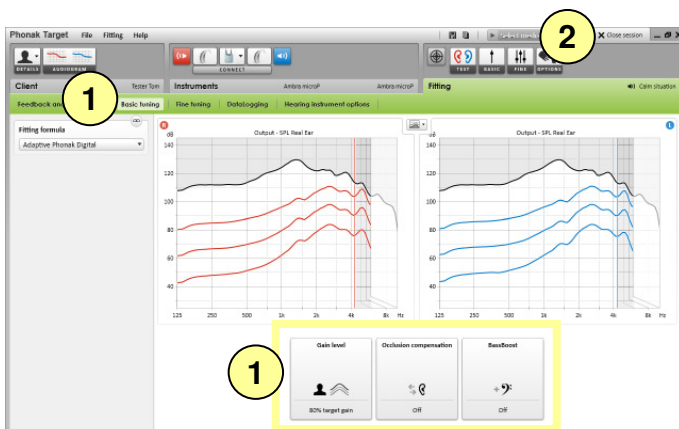 Phonak Target File Fitting Help
Close session
2
DETAILS AUDIOGRAM
CONNECT
TEST BASIC FINE OPTIONS
Client Tester Tom
Instruments Ambra microP Ambra microP
Fitting Calm situation
Feedback an
1
Basic tuning Fine tuning Datalogging Hearing instrument options
Fitting formula
Adaptive Phonak Digital
R
dB Output - SPL Real Ear
140
120
100
80
60
40
125 250 500 1k 2k 4k 8k Hz
L
dB Output - SPL Real Ear
140
120
100
80
60
40
125 250 500 1k 2k 4k 8k Hz
1
Gain level Occlusion compensation BassBoost
80% target gain Off Off